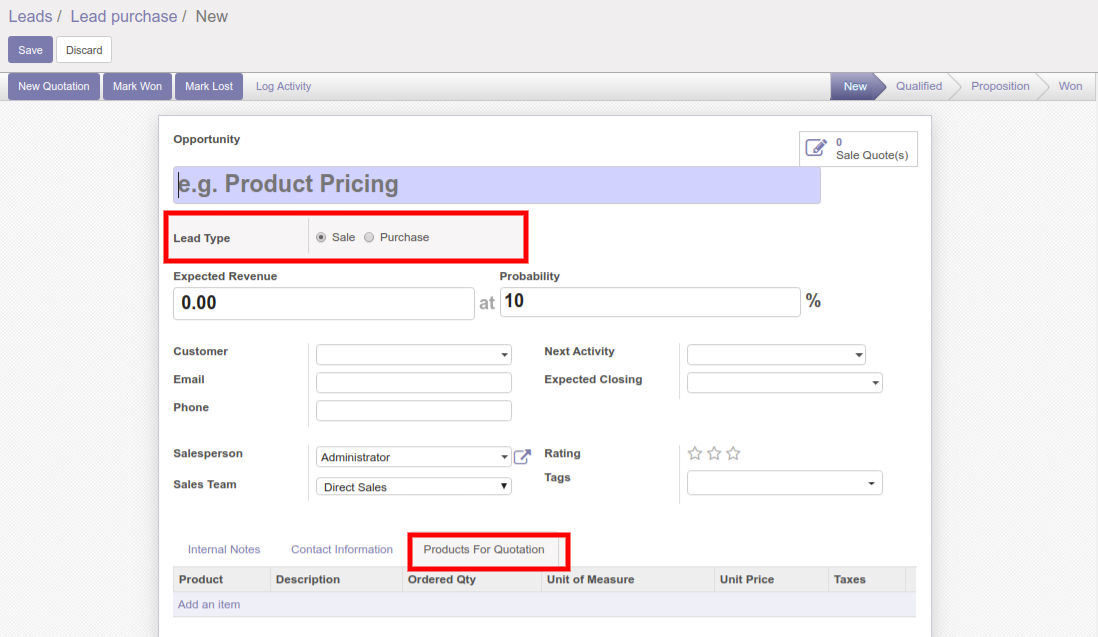 Leads / Lead purchase / New
Save Discard
New Quotation Mark Won Mark Lost Log Activity New Qualified Proposition Won
Opportunity
0
Sale Quote(s)
e.g. Product Pricing
Lead Type Sale Purchase
Expected Revenue Probability
0.00 at 10 %
Customer Next Activity
Email Expected Closing
Phone
Salesperson Administrator Rating
Sales Team Direct Sales Tags
Internal Notes Contact Information Products For Quotation
Product Description Ordered Qty Unit of Measure Unit Price Taxes
Add an item